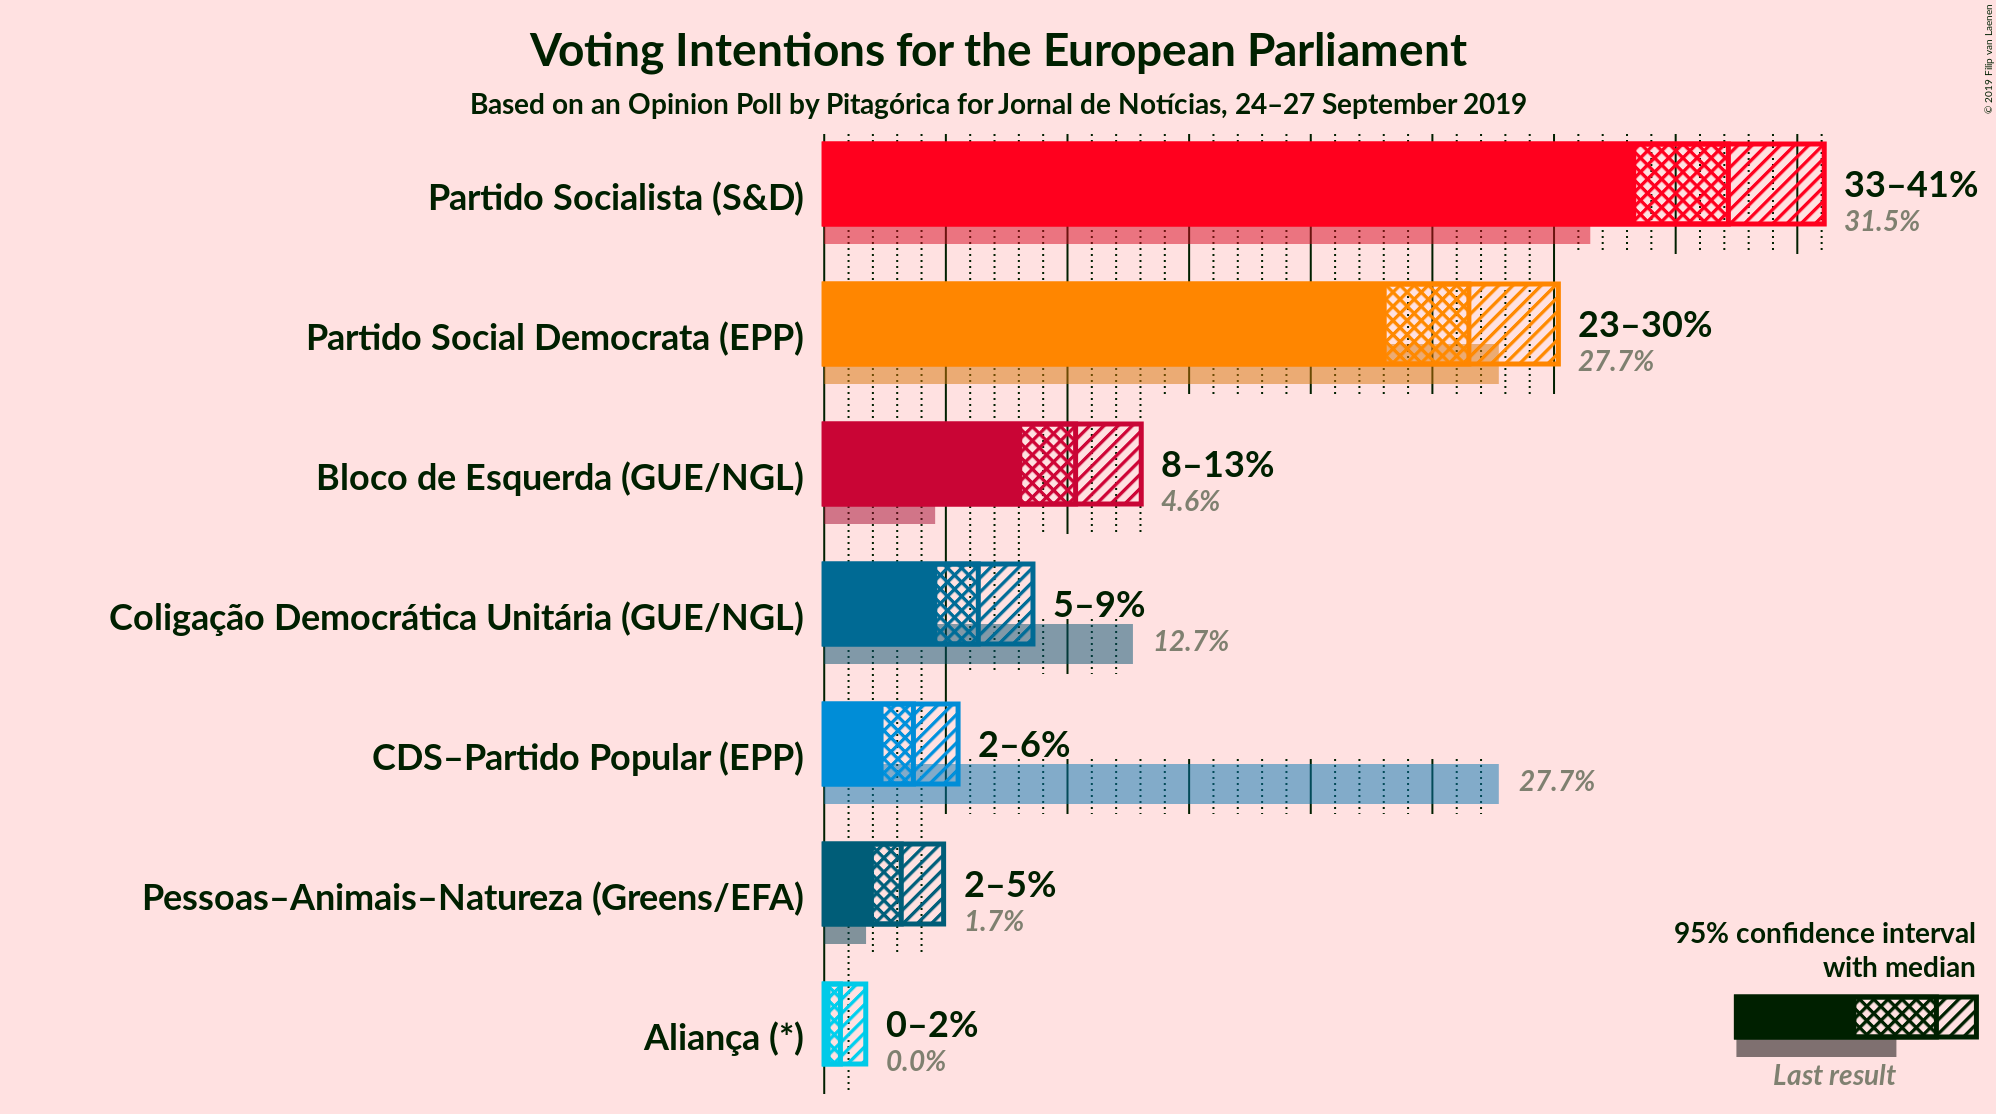 Voting Intentions for the European Parliament
Based on an Opinion Poll by Pitagórica for Jornal de Notícias, 24–27 September 2019
© 2019 Filip van Laenen
Partido Socialista (S&D)
33–41%
31.5%
Partido Social Democrata (EPP)
23–30%
27.7%
Bloco de Esquerda (GUE/NGL)
8–13%
4.6%
Coligação Democrática Unitária (GUE/NGL)
5–9%
12.7%
CDS–Partido Popular (EPP)
2–6%
27.7%
Pessoas–Animais–Natureza (Greens/EFA)
2–5%
1.7%
Aliança (*)
0–2%
0.0%
95% confidence interval
with median
Last result